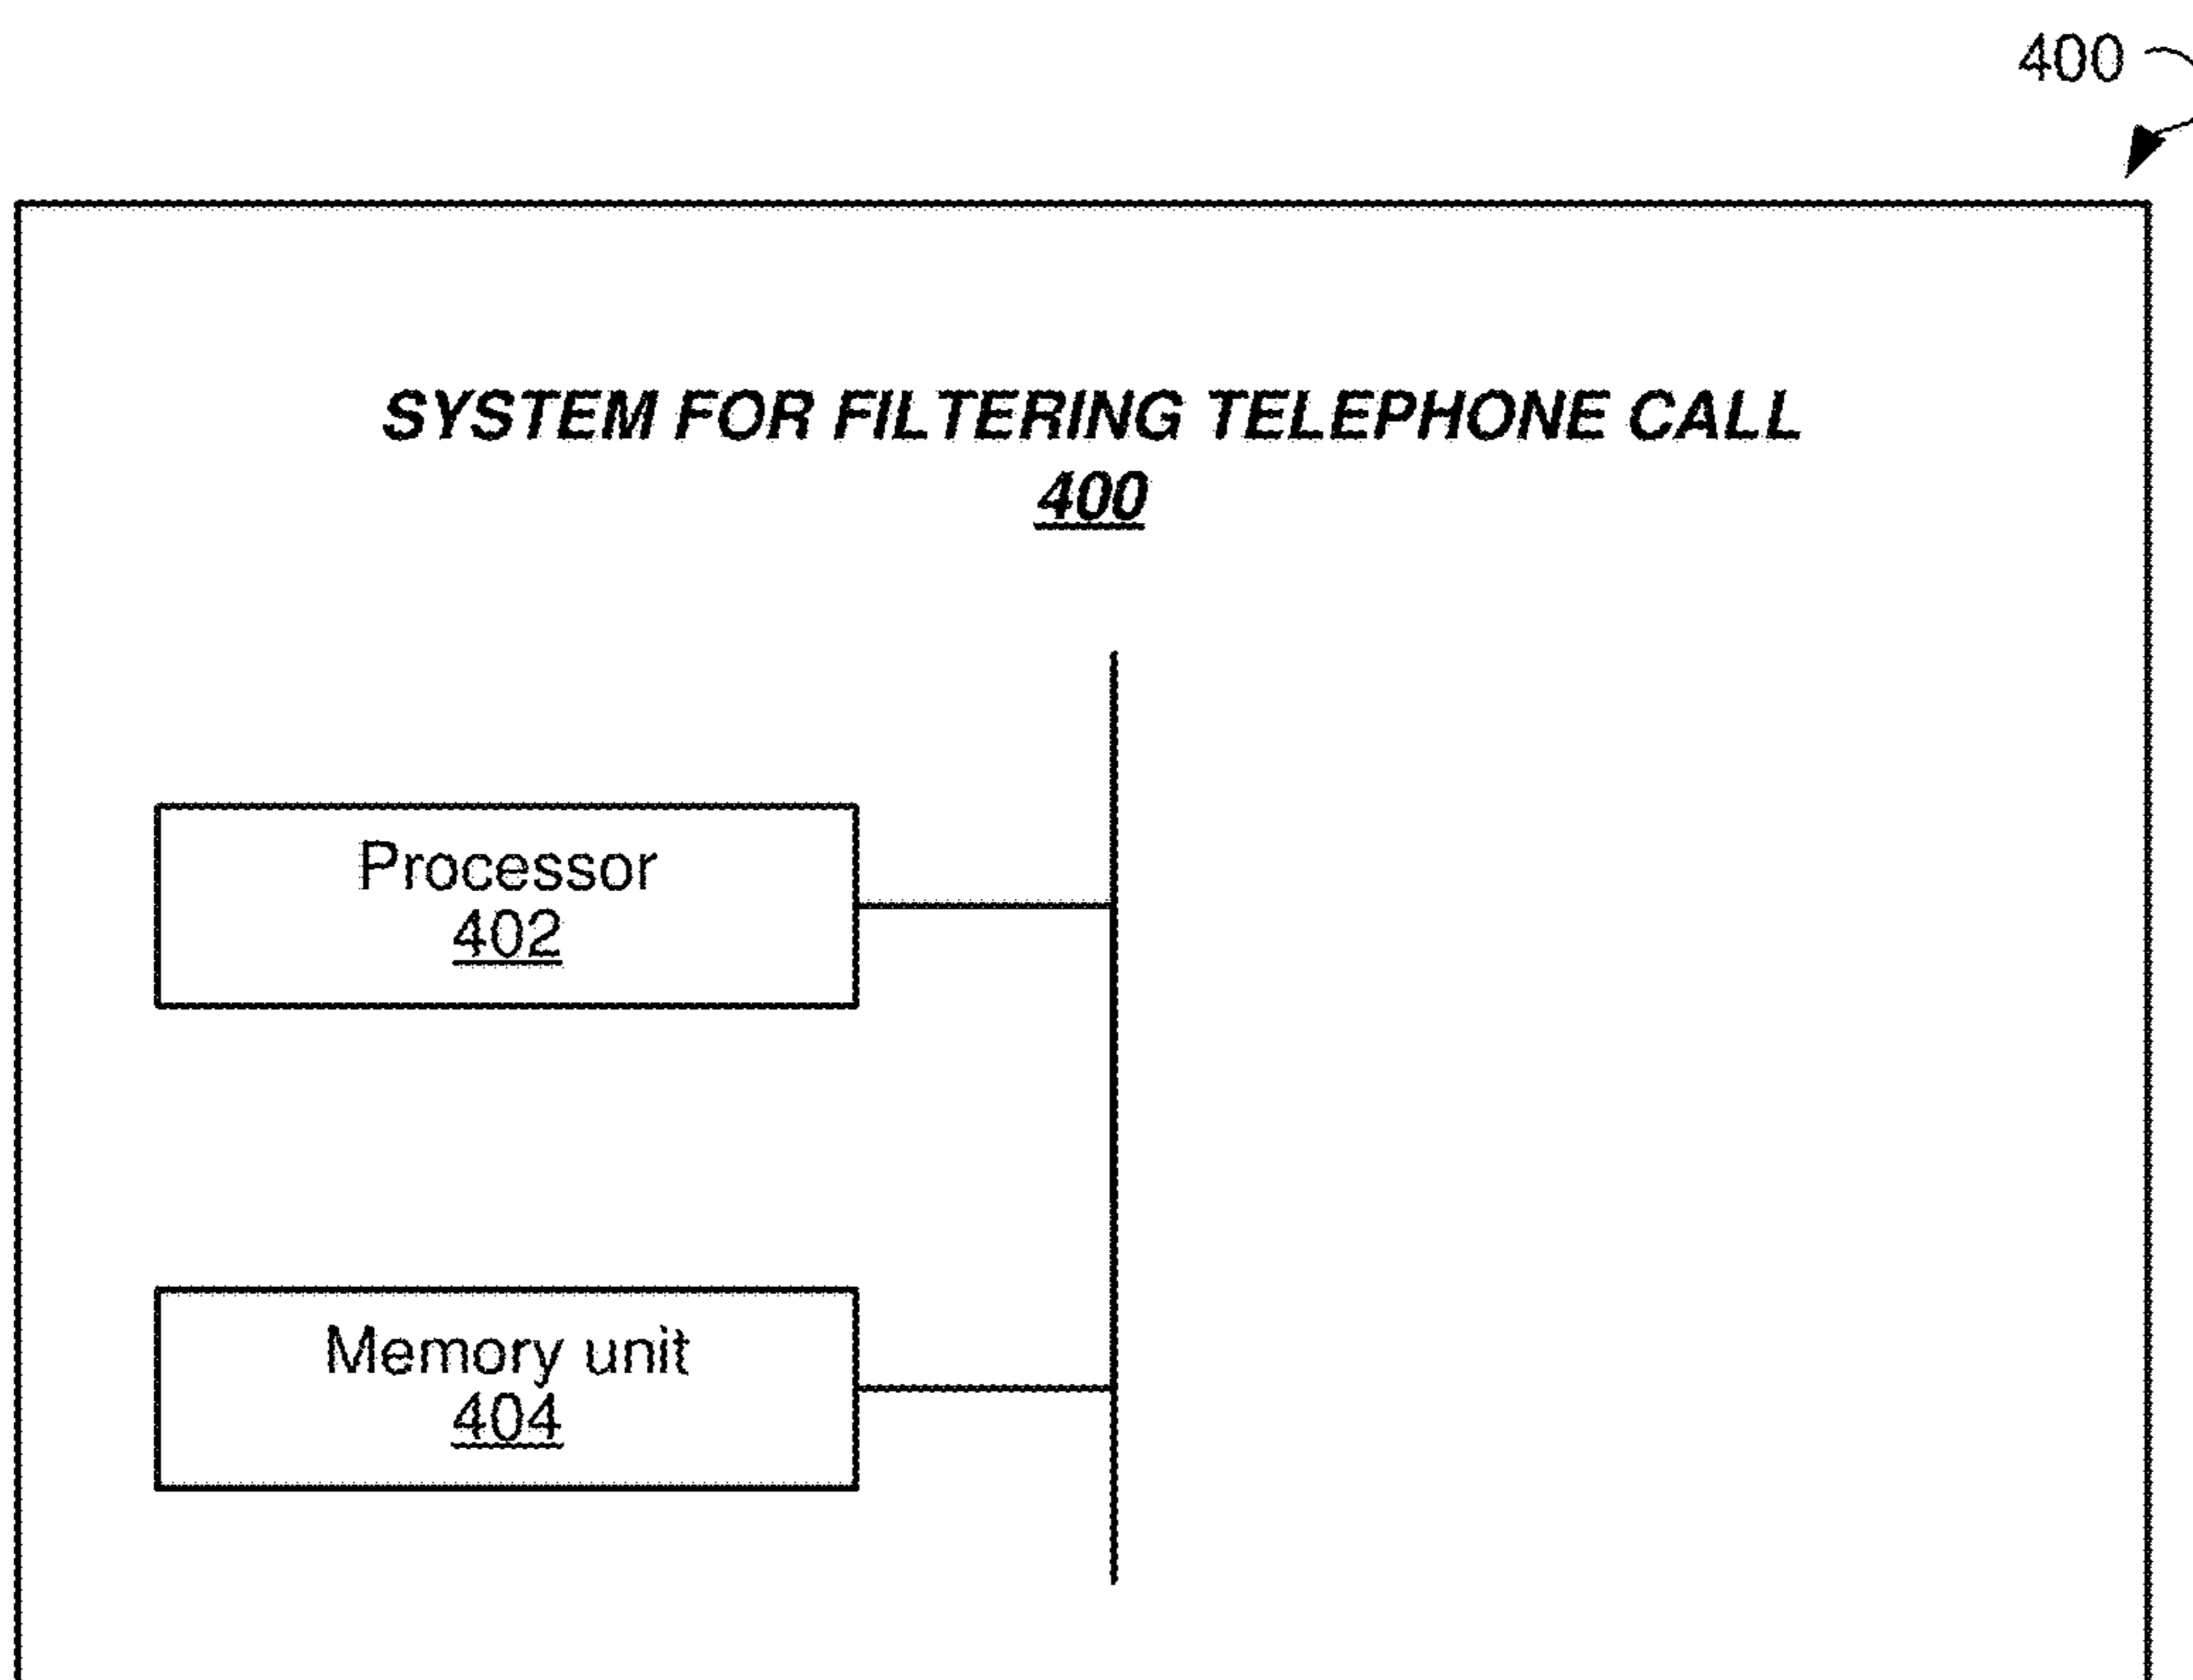 400
SYSTEM FOR FILTERING TELEPHONE CALL
400
Processor
402
Memory unit
404